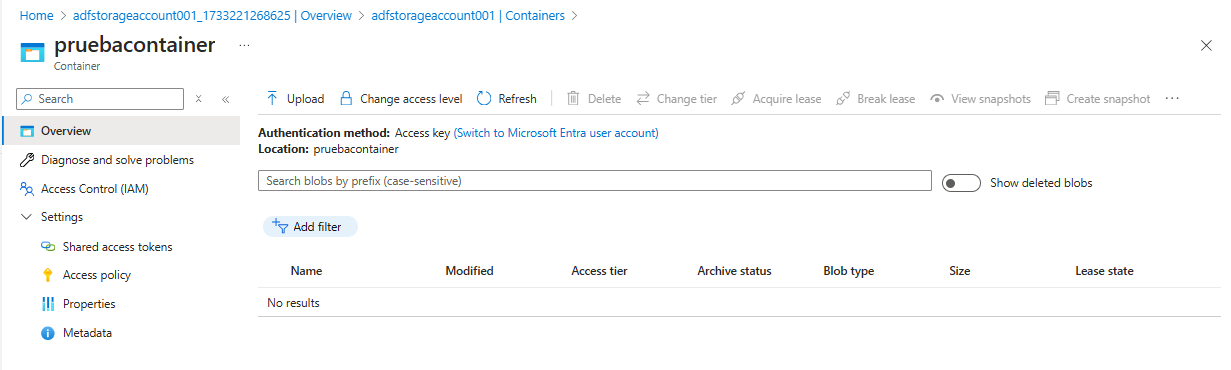 Home > adfstorageaccount001_1733221268625 | Overview > adfstorageaccount001 | Containers >
pruebacontainer ...
Container
Search
Upload Change access level Refresh Delete Change tier Acquire lease Break lease View snapshots Create snapshot ...
Overview
Diagnose and solve problems
Access Control (IAM)
Settings
Shared access tokens
Access policy
Properties
Metadata
Authentication method: Access key (Switch to Microsoft Entra user account)
Location: pruebacontainer
Search blobs by prefix (case-sensitive)
Show deleted blobs
Add filter
Name Modified Access tier Archive status Blob type Size Lease state
No results